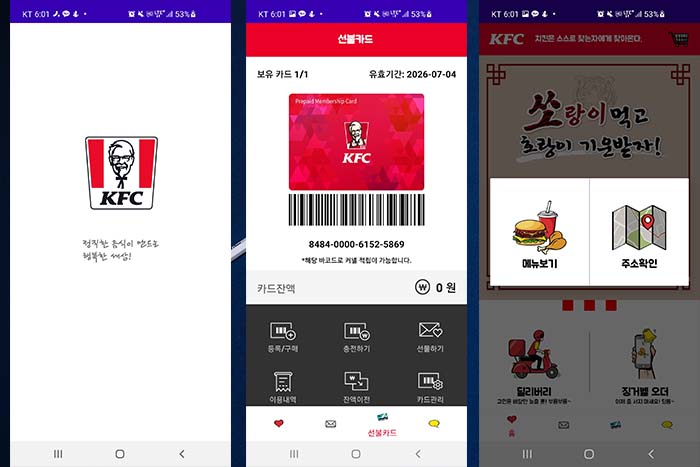 KT 6:01
53%
KFC
정직한 음식이 만드는
행복한 세상!
KT 6:01
53%
선불카드
보유 카드 1/1
유효기간: 2026-07-04
Prepaid Membership Card
KFC
8484-0000-6152-5869
*해당 바코드로 커넬 적립이 가능합니다.
카드잔액
₩ 0 원
등록/구매
충전하기
선물하기
이용내역
잔액이전
카드관리
선불카드
KT 6:01
53%
KFC
치킨은 스스로 찾는자에게 찾아온다.
쏘랑이 먹고
호랑이 기운받자!
메뉴보기
주소확인
딜리버리
징거벨 오더
홈